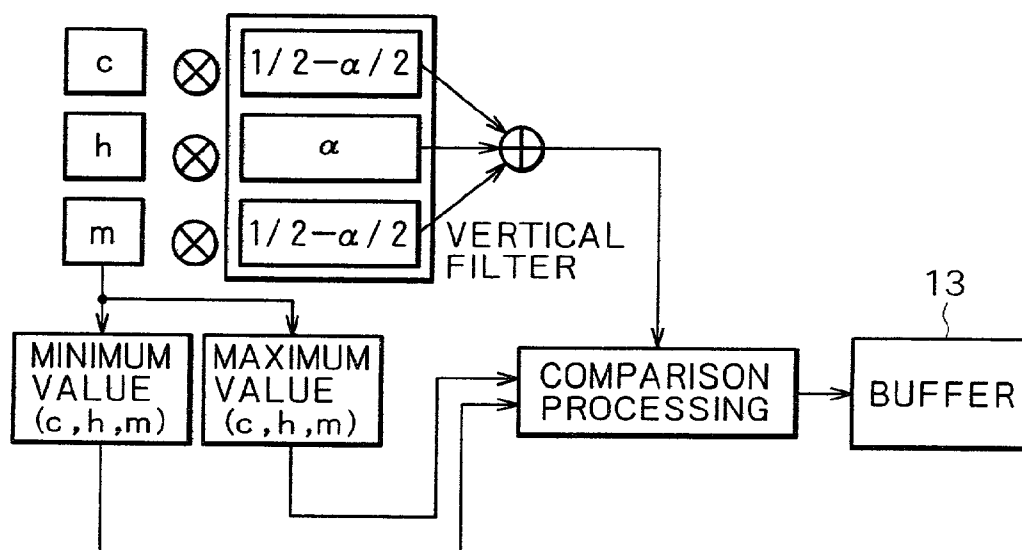 c
1/2-α/2
h
α
m
1/2-α/2
VERTICAL
FILTER
13
MINIMUM
VALUE
(c,h,m)
MAXIMUM
VALUE
(c,h,m)
COMPARISON
PROCESSING
BUFFER